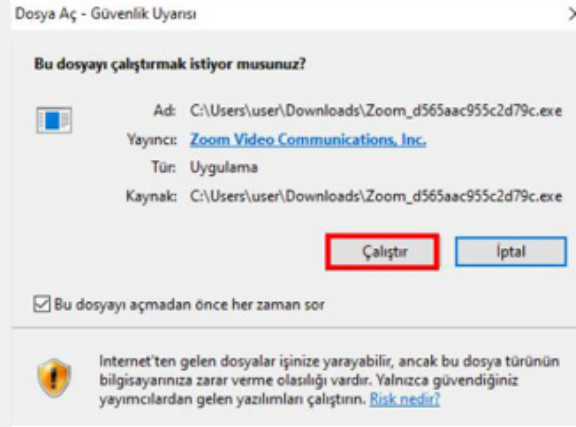 Dosya Aç - Güvenlik Uyarısı
Bu dosyayı çalıştırmak istiyor musunuz?
Ad: C:\Users\user\Downloads\Zoom_d565aac955c2d79c.exe
Yayıncı: Zoom Video Communications, Inc.
Tür: Uygulama
Kaynak: C:\Users\user\Downloads\Zoom_d565aac955c2d79c.exe
Çalıştır İptal
Bu dosyayı açmadan önce her zaman sor
Internet'ten gelen dosyalar işinize yarayabilir, ancak bu dosya türünün
bilgisayarınıza zarar verme olasılığı vardır. Yalnızca güvendiğiniz
yayımcılardan gelen yazılımları çalıştırın. Risk nedir?